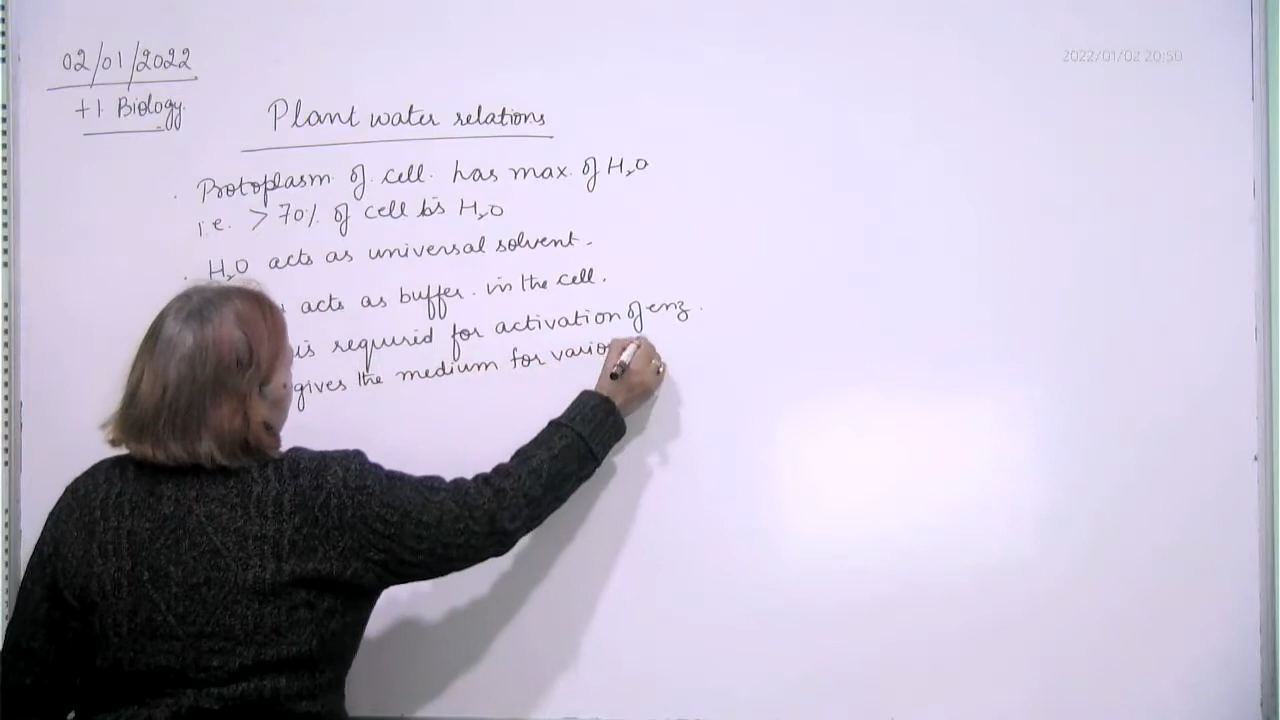 02/01/2022
2022/01/02 20:50
+1 Biology.
Plant water relations
Protoplasm of cell has max. of H2O
i.e. > 70% of cell is H2O
H2O acts as universal solvent.
acts as buffer in the cell.
is required for activation of enz.
gives the medium for